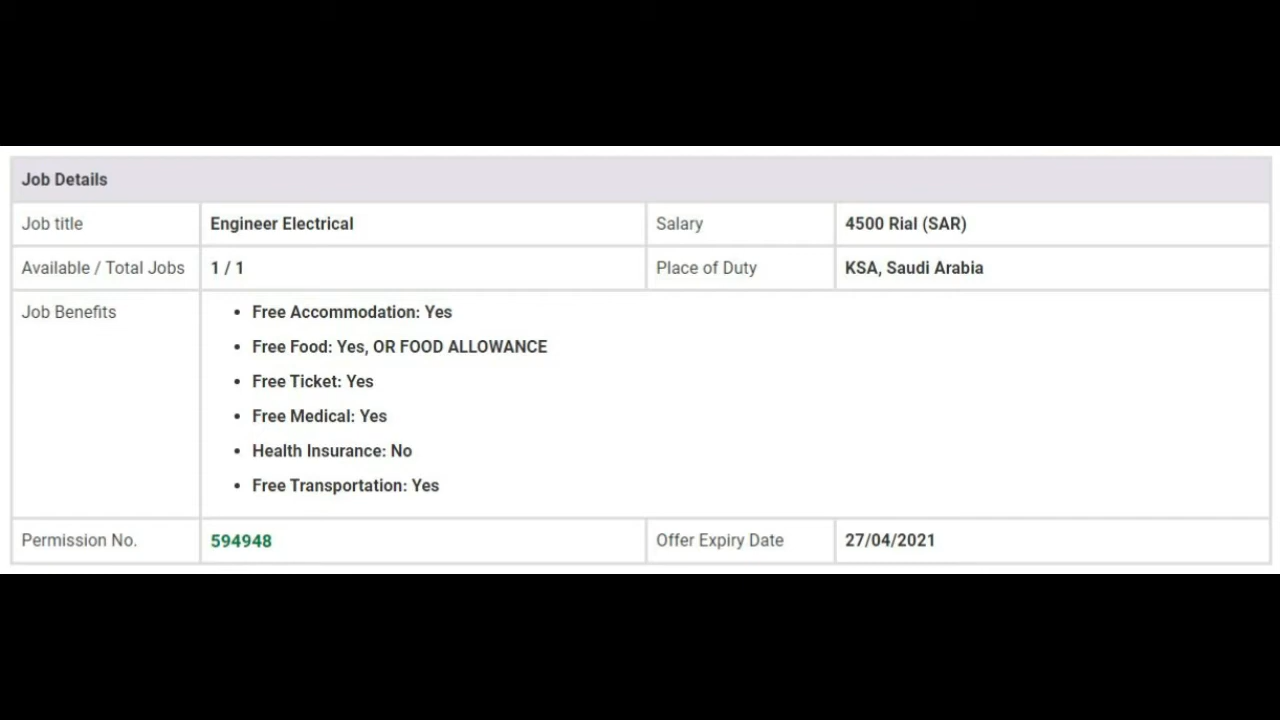 Job Details
Job title Engineer Electrical Salary 4500 Rial (SAR)
Available / Total Jobs 1 / 1 Place of Duty KSA, Saudi Arabia
Job Benefits
• Free Accommodation: Yes
• Free Food: Yes, OR FOOD ALLOWANCE
• Free Ticket: Yes
• Free Medical: Yes
• Health Insurance: No
• Free Transportation: Yes
Permission No. 594948 Offer Expiry Date 27/04/2021